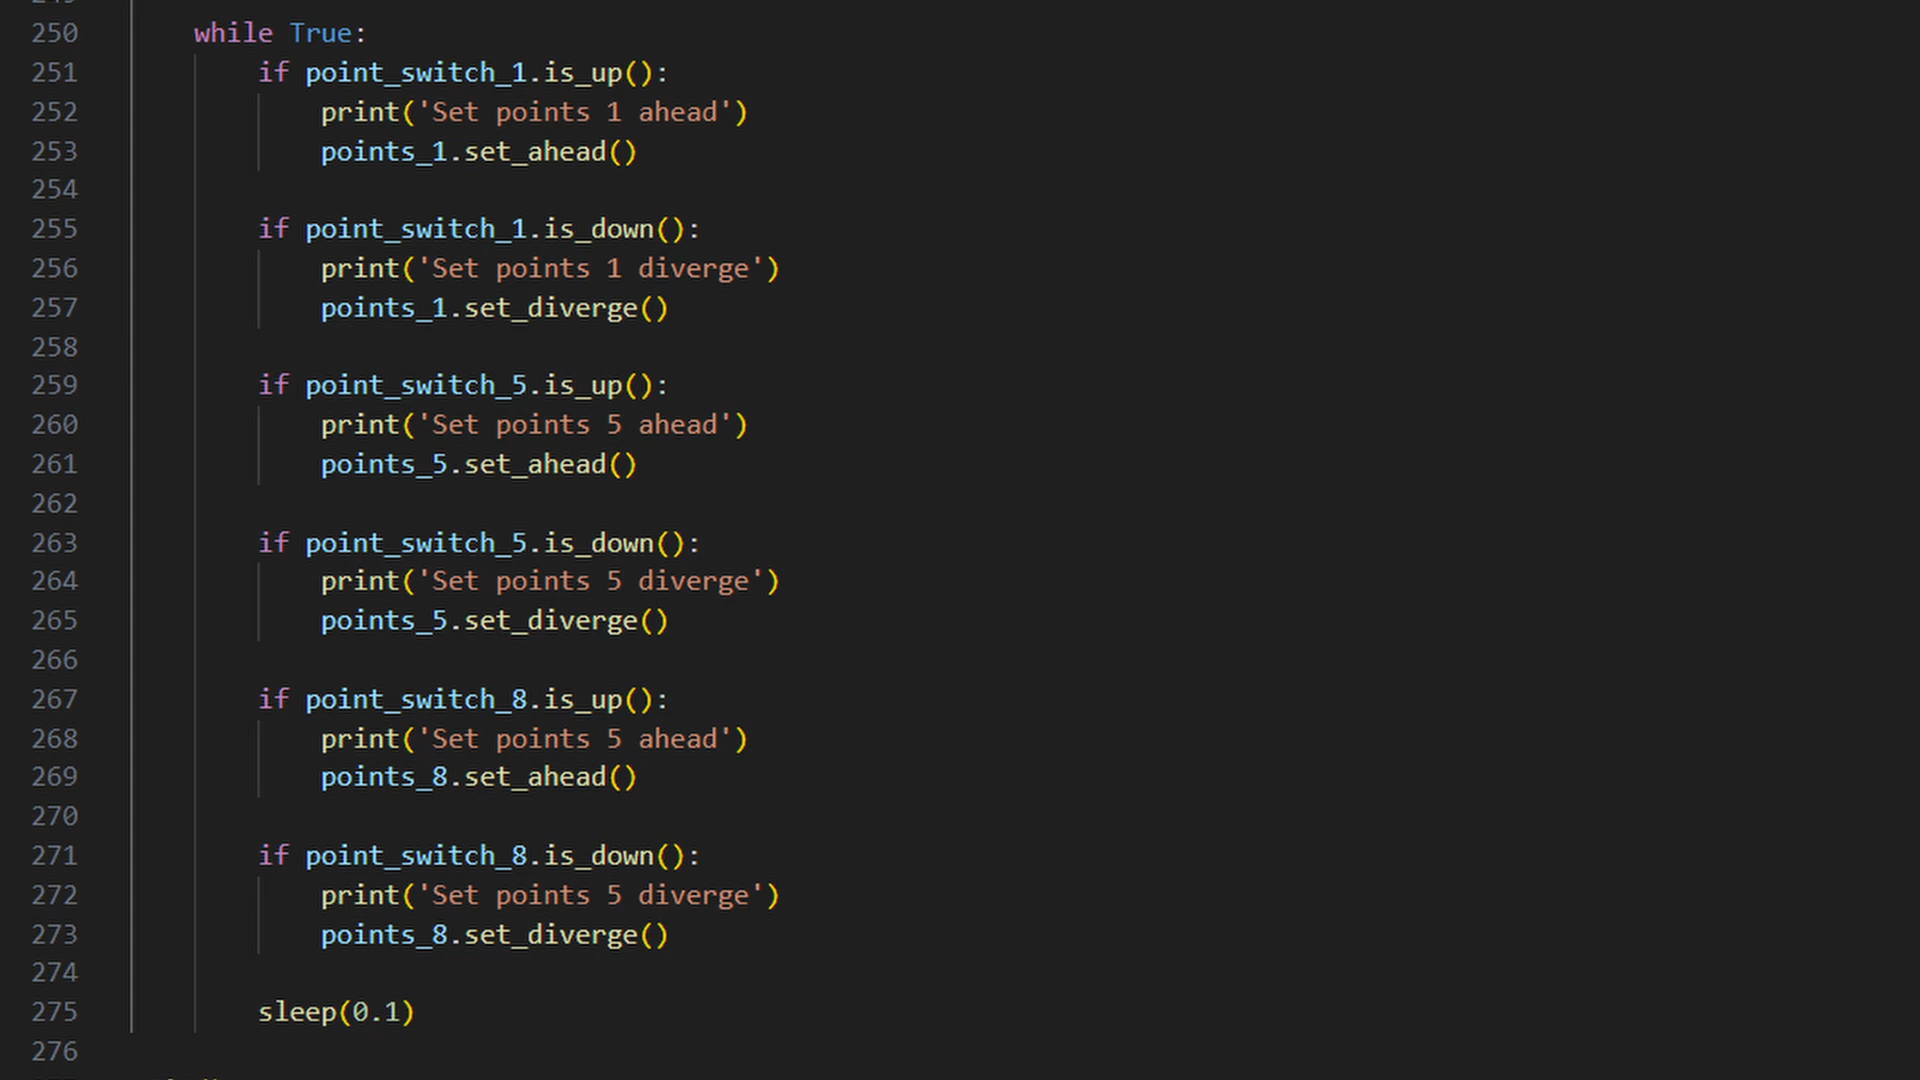 250 while True:
251 if point_switch_1.is_up():
252 print('Set points 1 ahead')
253 points_1.set_ahead()
254
255 if point_switch_1.is_down():
256 print('Set points 1 diverge')
257 points_1.set_diverge()
258
259 if point_switch_5.is_up():
260 print('Set points 5 ahead')
261 points_5.set_ahead()
262
263 if point_switch_5.is_down():
264 print('Set points 5 diverge')
265 points_5.set_diverge()
266
267 if point_switch_8.is_up():
268 print('Set points 5 ahead')
269 points_8.set_ahead()
270
271 if point_switch_8.is_down():
272 print('Set points 5 diverge')
273 points_8.set_diverge()
274
275 sleep(0.1)
276